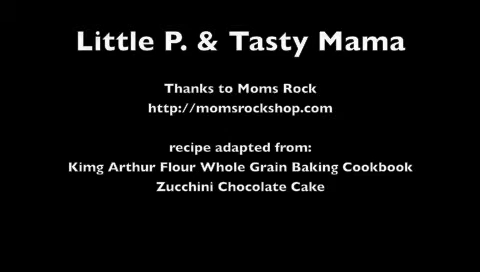 Little P. & Tasty Mama
Thanks to Moms Rock
http://momsrockshop.com
recipe adapted from:
Kimg Arthur Flour Whole Grain Baking Cookbook
Zucchini Chocolate Cake